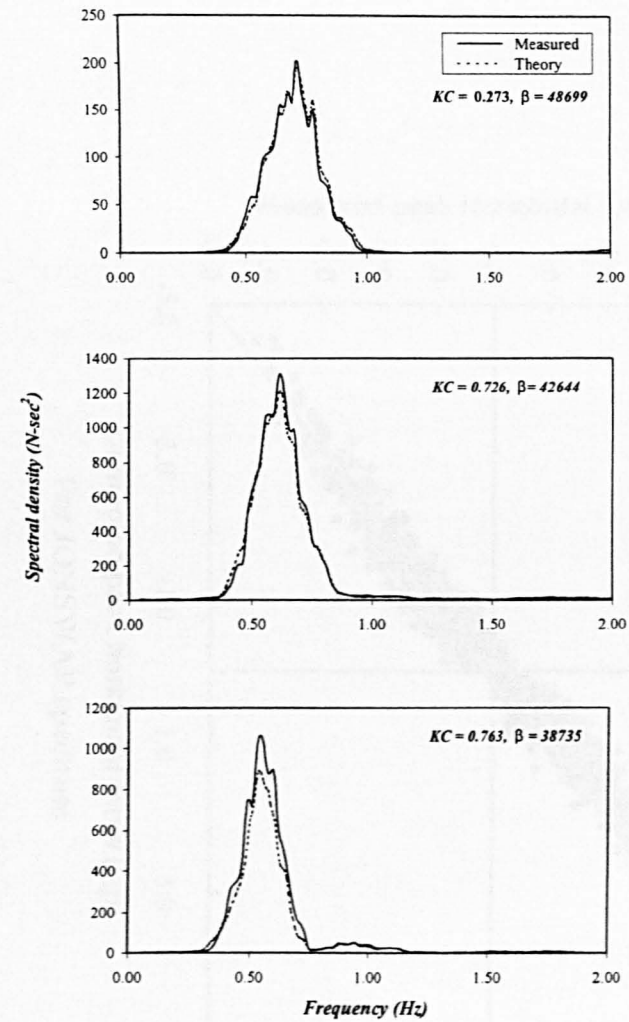 250
200
150
100
50
0
Measured
Theory
KC = 0.273, β = 48699
0.00 0.50 1.00 1.50 2.00
1400
1200
1000
800
600
400
200
0
KC = 0.726, β = 42644
0.00 0.50 1.00 1.50 2.00
Spectral density (N-sec²)
1200
1000
800
600
400
200
0
KC = 0.763, β = 38735
0.00 0.50 1.00 1.50 2.00
Frequency (Hz)